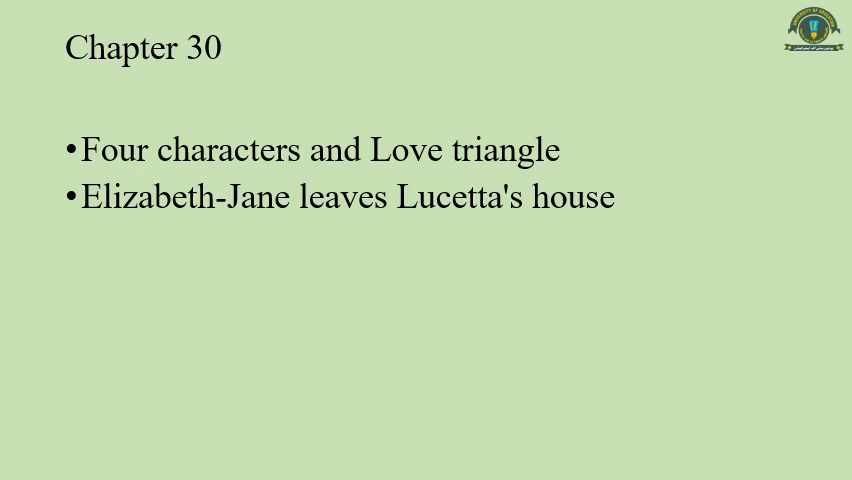 Chapter 30
•Four characters and Love triangle
•Elizabeth-Jane leaves Lucetta's house